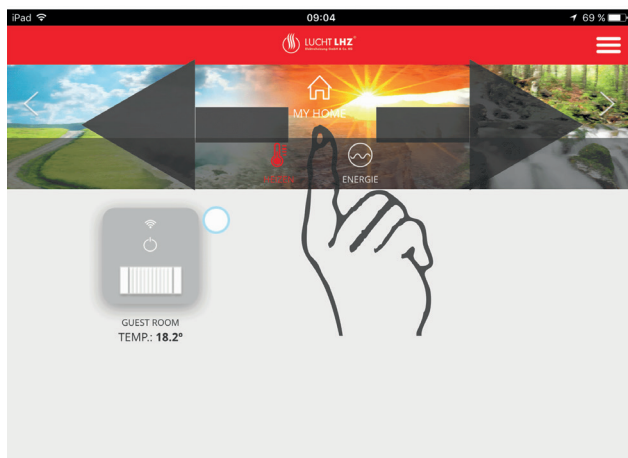 iPad 09:04 69 %
LUCHT LHZ
MY HOME
ENERGIE
GUEST ROOM
TEMP.: 18.2°